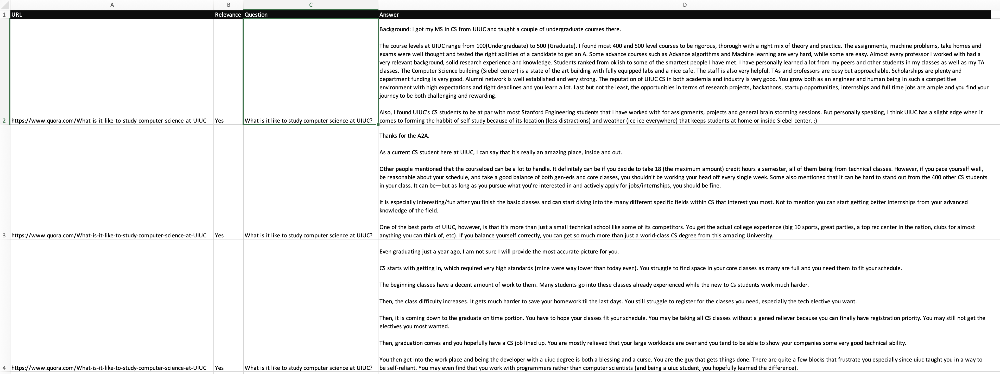 A B C D
1 URL Relevance Question Answer
Background: I got my MS in CS from UIUC and taught a couple of undergraduate courses there.
The course levels at UIUC range from 100(Undergraduate) to 500 (Graduate). I found most 400 and 500 level courses to be rigorous, thorough with a right mix of theory and practice. The assignments, machine problems, take homes and
exams were well thought and tested the right abilities of a candidate to get an A. Some advance courses such as Advance algorithms and Machine learning are very hard, while some are easy. Almost every professor I worked with had a
very relevant background, solid research experience and knowledge. Students ranked from ok'ish to some of the smartest people I have met. I have personally learned a lot from my peers and other students in my classes as well as my TA
classes. The Computer Science building (Siebel center) is a state of the art building with fully equipped labs and a nice cafe. The staff is also very helpful. TAs and professors are busy but approachable. Scholarships are plenty and
department funding is very good. Alumni network is well established and very strong. The reputation of UIUC CS in both academia and industry is very good. You grow both as an engineer and human being in such a competitive
environment with high expectations and tight deadlines and you learn a lot. Last but not the least, the opportunities in terms of research projects, hackathons, startup opportunities, internships and full time jobs are ample and you find your
journey to be both challenging and rewarding.
Also, I found UIUC's CS students to be at par with most Stanford Engineering students that I have worked with for assignments, projects and general brain storming sessions. But personally speaking, I think UIUC has a slight edge when it
2 https://www.quora.com/What-is-it-like-to-study-computer-science-at-UIUC Yes What is it like to study computer science at UIUC? comes to forming the habbit of self study because of its location (less distractions) and weather (ice ice everywhere) that keeps students at home or inside Siebel center. :)
Thanks for the A2A.
As a current CS student here at UIUC, I can say that it's really an amazing place, inside and out.
Other people mentioned that the courseload can be a lot to handle. It definitely can be if you decide to take 18 (the maximum amount) credit hours a semester, all of them being from technical classes. However, if you pace yourself well,
be reasonable about your schedule, and take a good balance of both gen-eds and core classes, you shouldn't be working your head off every single week. Some also mentioned that it can be hard to stand out from the 400 other CS students
in your class. It can be—but as long as you pursue what you're interested in and actively apply for jobs/internships, you should be fine.
It is especially interesting/fun after you finish the basic classes and can start diving into the many different specific fields within CS that interest you most. Not to mention you can start getting better internships from your advanced
knowledge of the field.
One of the best parts of UIUC, however, is that it's more than just a small technical school like some of its competitors. You get the actual college experience (big 10 sports, great parties, a top rec center in the nation, clubs for almost
3 https://www.quora.com/What-is-it-like-to-study-computer-science-at-UIUC Yes What is it like to study computer science at UIUC? anything you can think of, etc). If you balance yourself correctly, you can get so much more than just a world-class CS degree from this amazing University.
Even graduating just a year ago, I am not sure I will provide the most accurate picture for you.
CS starts with getting in, which required very high standards (mine were way lower than today even). You struggle to find space in your core classes as many are full and you need them to fit your schedule.
The beginning classes have a decent amount of work to them. Many students go into these classes already experienced while the new to Cs students work much harder.
Then, the class difficulty increases. It gets much harder to save your homework til the last days. You still struggle to register for the classes you need, especially the tech elective you want.
Then, it is coming down to the graduate on time portion. You have to hope your classes fit your schedule. You may be taking all CS classes without a gened reliever because you can finally have registration priority. You may still not get the
electives you most wanted.
Then, graduation comes and you hopefully have a CS job lined up. You are mostly relieved that your large workloads are over and you tend to be able to show your companies some very good technical ability.
You then get into the work place and being the developer with a uiuc degree is both a blessing and a curse. You are the guy that gets things done. There are quite a few blocks that frustrate you especially since uiuc taught you in a way to
4 https://www.quora.com/What-is-it-like-to-study-computer-science-at-UIUC Yes What is it like to study computer science at UIUC? be self-reliant. You may even find that you work with programmers rather than computer scientists (and being a uiuc student, you hopefully learned the difference).